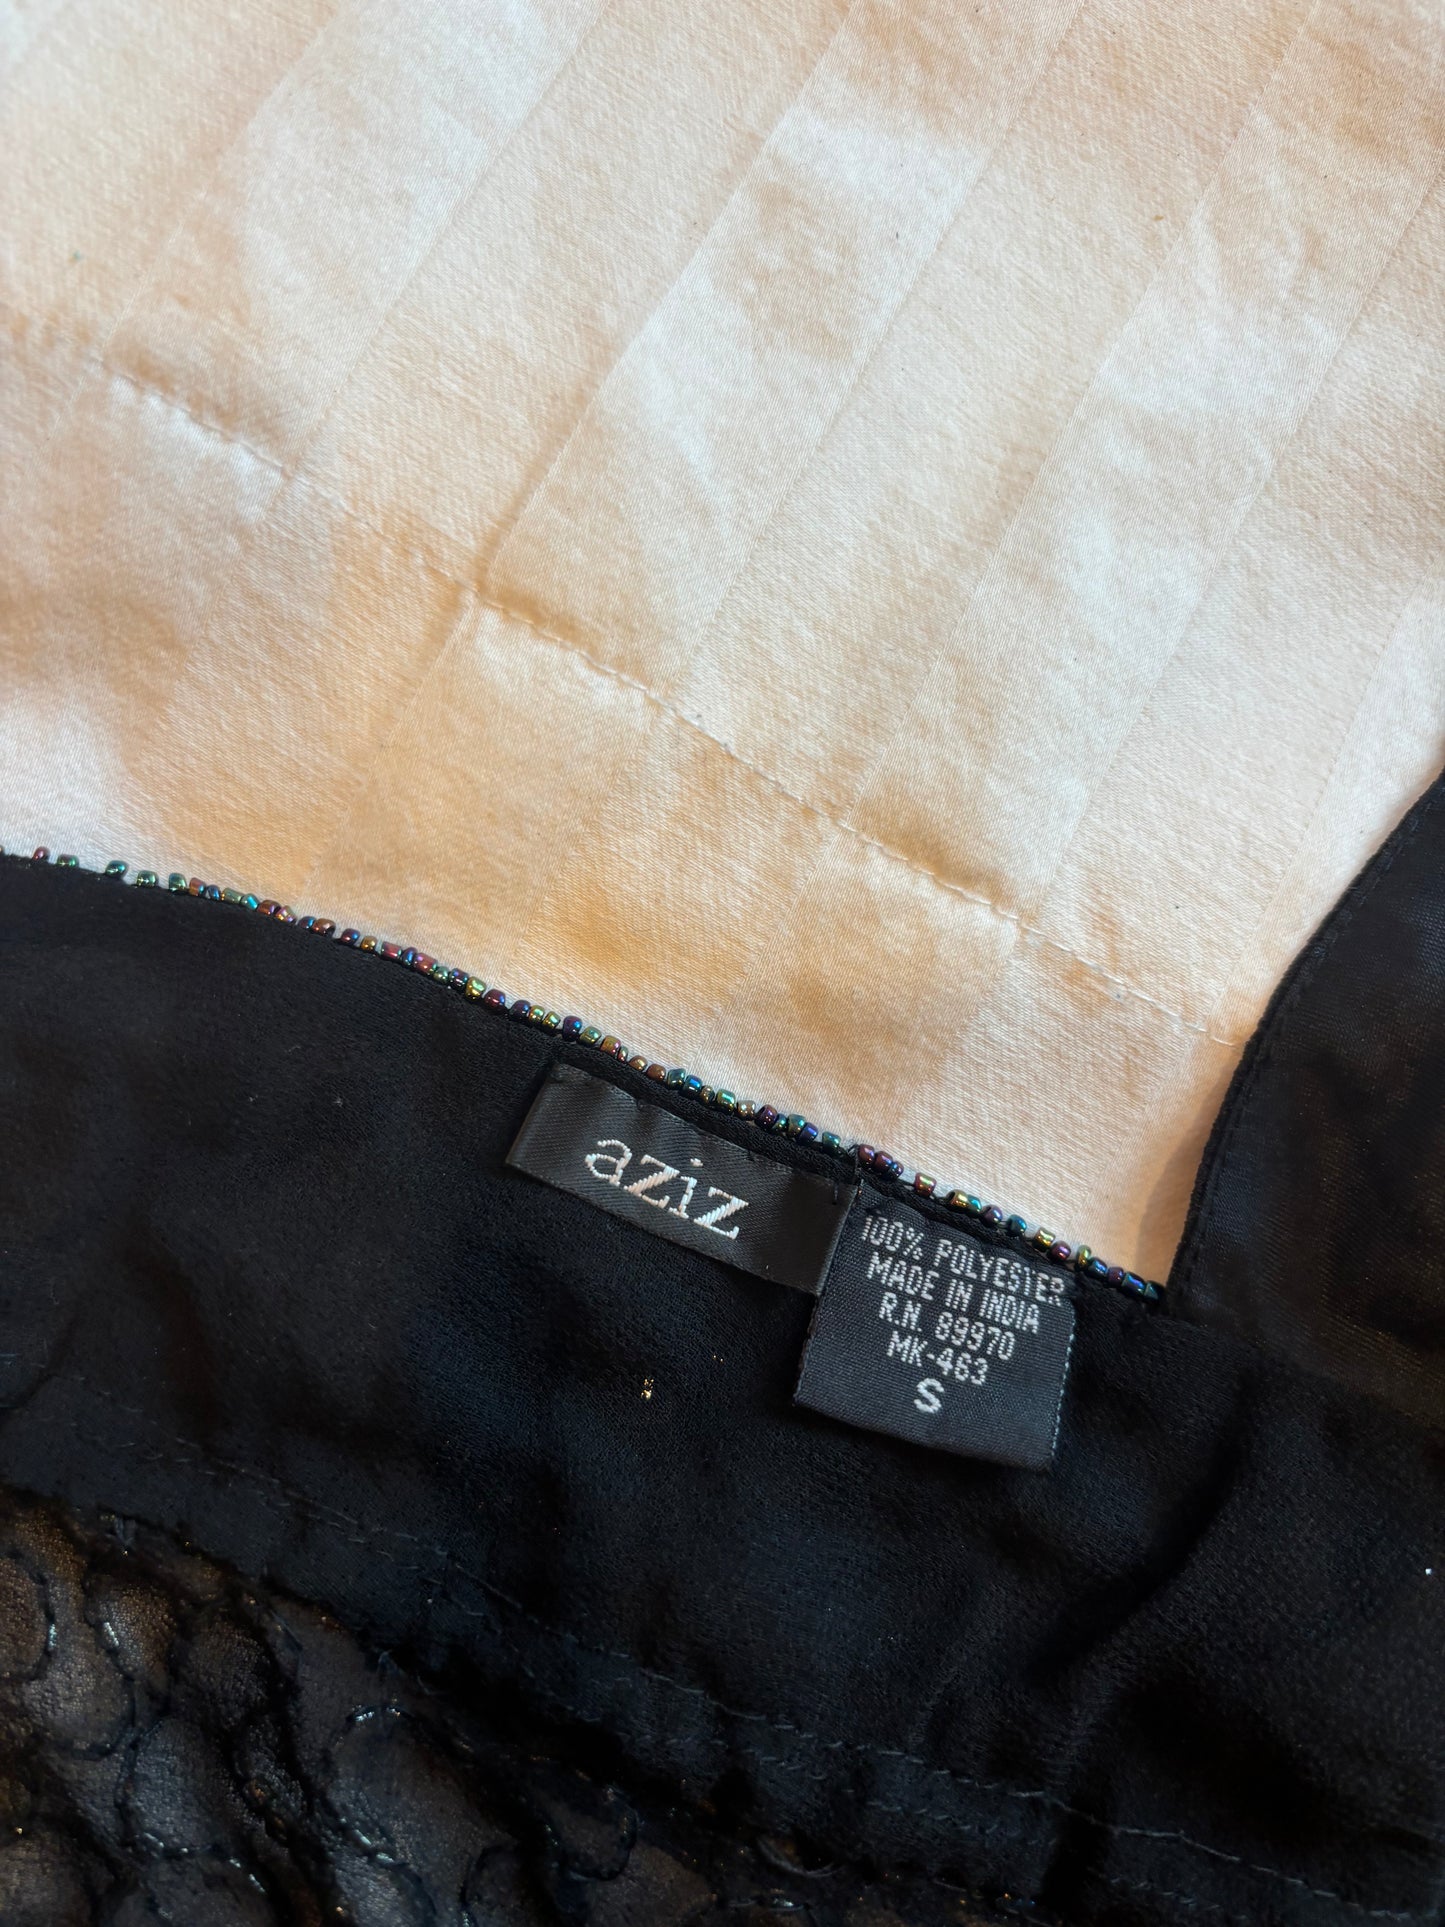 aziz
100% POLYESTER
MADE IN INDIA
R.N. 89970
MK-463
S